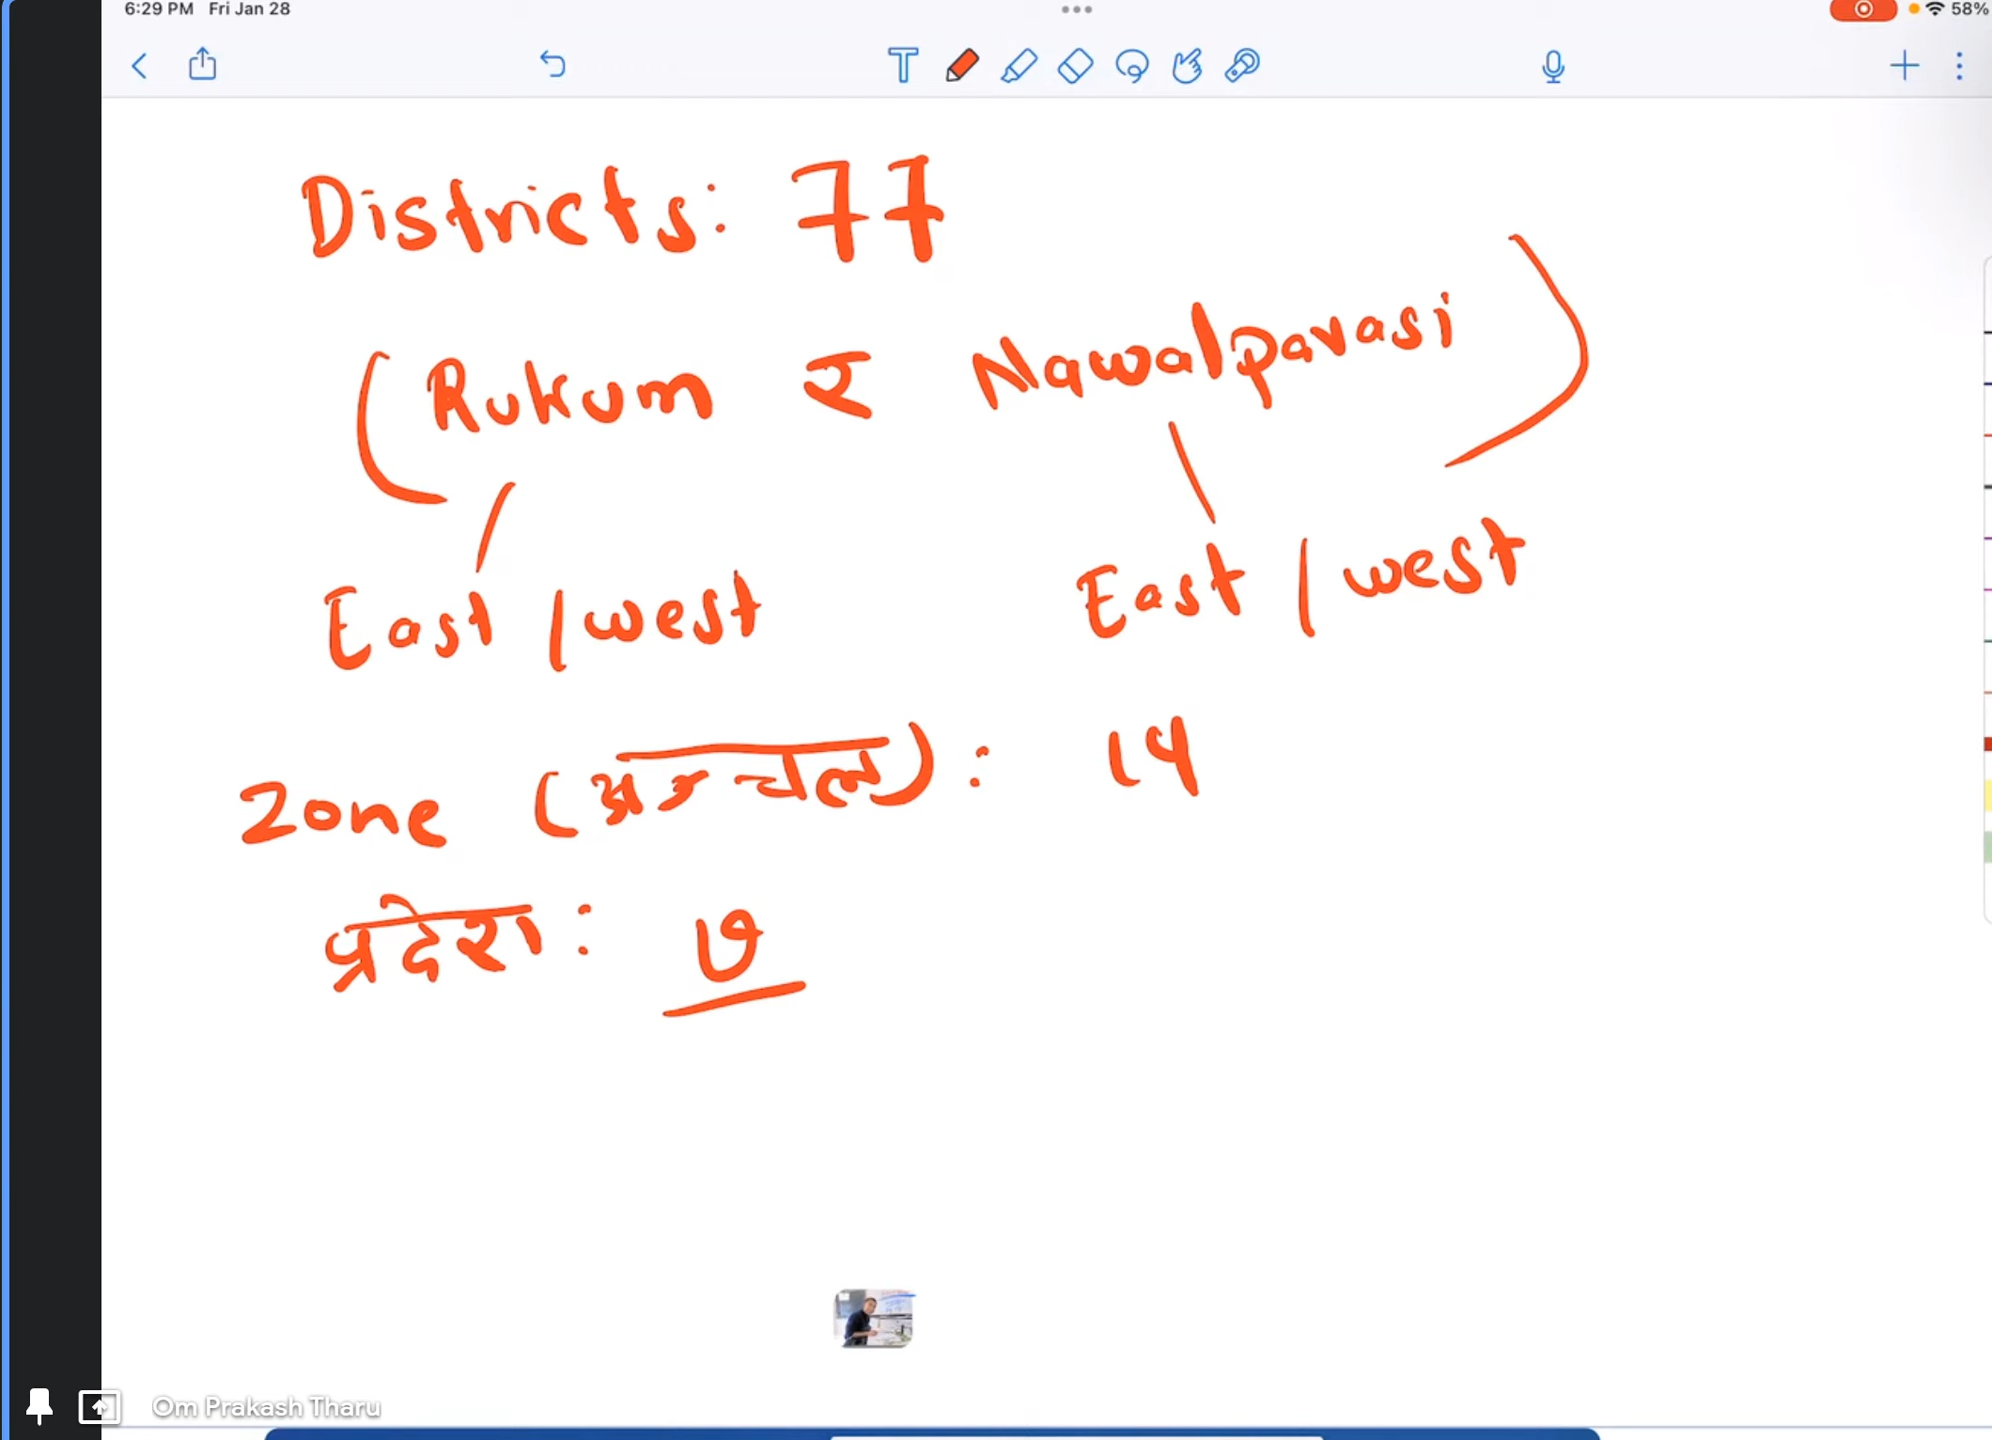 6:29 PM Fri Jan 28 58%
Districts: 77
(Rukum र Nawalparasi)
East / west East / west
Zone (अञ्चल): 14
प्रदेश: ७
Om Prakash Tharu